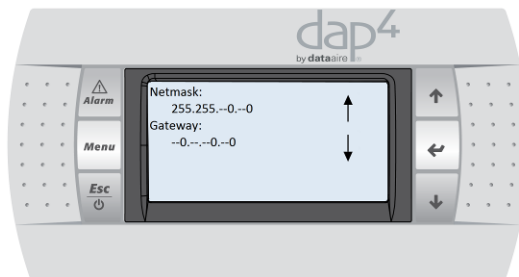 dap4
by dataaire®
Alarm
Menu
Esc
Netmask:
255.255.--0.--0
Gateway:
--0.--.--0.--0